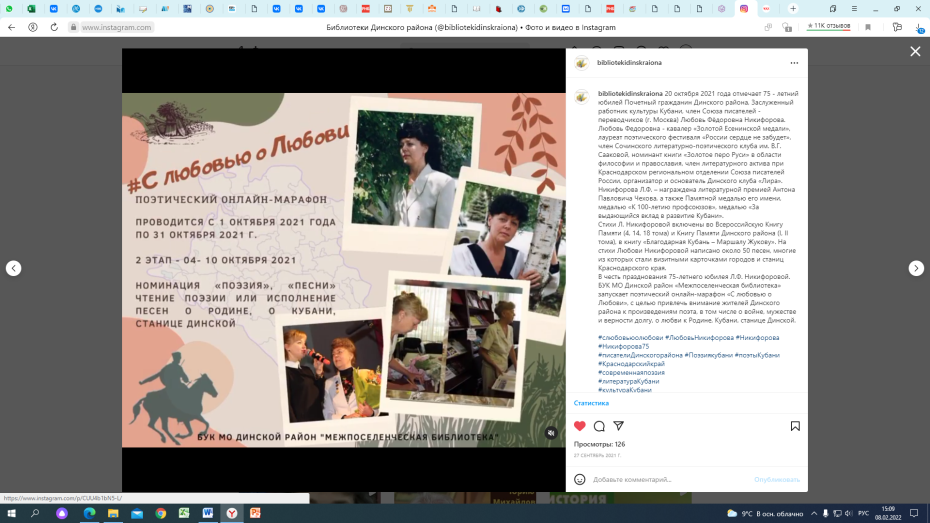 www.instagram.com
Библиотеки Динского района (@bibliotekidinskraiona) • Фото и видео в Instagram
11K отзывов
#С любовью о Любови
ПОЭТИЧЕСКИЙ ОНЛАЙН-МАРАФОН
ПРОВОДИТСЯ С 1 ОКТЯБРЯ 2021 ГОДА
ПО 31 ОКТЯБРЯ 2021 Г.
2 ЭТАП - 04- 10 ОКТЯБРЯ 2021
НОМИНАЦИЯ «ПОЭЗИЯ», «ПЕСНИ»
ЧТЕНИЕ ПОЭЗИИ ИЛИ ИСПОЛНЕНИЕ
ПЕСЕН О РОДИНЕ, О КУБАНИ,
СТАНИЦЕ ДИНСКОЙ
БУК МО ДИНСКОЙ РАЙОН "МЕЖПОСЕЛЕНЧЕСКАЯ БИБЛИОТЕКА"
bibliotekidinskraiona
bibliotekidinskraiona 20 октября 2021 года отмечает 75 - летний
юбилей Почетный гражданин Динского района, Заслуженный
работник культуры Кубани, член Союза писателей -
переводчиков (г. Москва) Любовь Фёдоровна Никифорова.
Любовь Федоровна - кавалер «Золотой Есенинской медали»,
лауреат поэтического фестиваля «России сердце не забудет»,
член Сочинского литературно-поэтического клуба им. В.Г.
Сааковой, номинант книги «Золотое перо Руси» в области
философии и православия, член литературного актива при
Краснодарском региональном отделении Союза писателей
России, организатор и основатель Динского клуба «Лира».
Никифорова Л.Ф. – награждена литературной премией Антона
Павловича Чехова, а также Памятной медалью его имени,
медалью «К 100-летию профсоюзов», медалью «За
выдающийся вклад в развитие Кубани».
Стихи Л. Никифоровой включены во Всероссийскую Книгу
Памяти (4, 14, 18 тома) и Книгу Памяти Динского района (I, II
тома), в книгу «Благодарная Кубань – Маршалу Жукову». На
стихи Любови Никифоровой написано около 50 песен, многие
из которых стали визитными карточками городов и станиц
Краснодарского края.
В честь празднования 75-летнего юбилея Л.Ф. Никифоровой,
БУК МО Динской район «Межпоселенческая библиотека»
запускает поэтический онлайн-марафон «С любовью о
Любови», с целью привлечь внимание жителей Динского
района к произведениям поэта, в том числе о войне, мужестве
и верности долгу, о любви к Родине, Кубани, станице Динской.
#слюбовьюолюбови #ЛюбовьНикифорова #Никифорова
#Никифорова75
#писателиДинскогорайона #Поэзиякубани #поэтыКубани
#Краснодарскийкрай
#современнаяпоэзия
#литератураКубани
#культураКубани
Статистика
Просмотры: 126
27 СЕНТЯБРЬ 2021 Г.
Добавьте комментарий...
Опубликовать
https://www.instagram.com/p/CUU4b1bN5-L/
Михайлов
ИСТОРИЯ
9°C В осн. облачно
РУС
15:09
08.02.2022